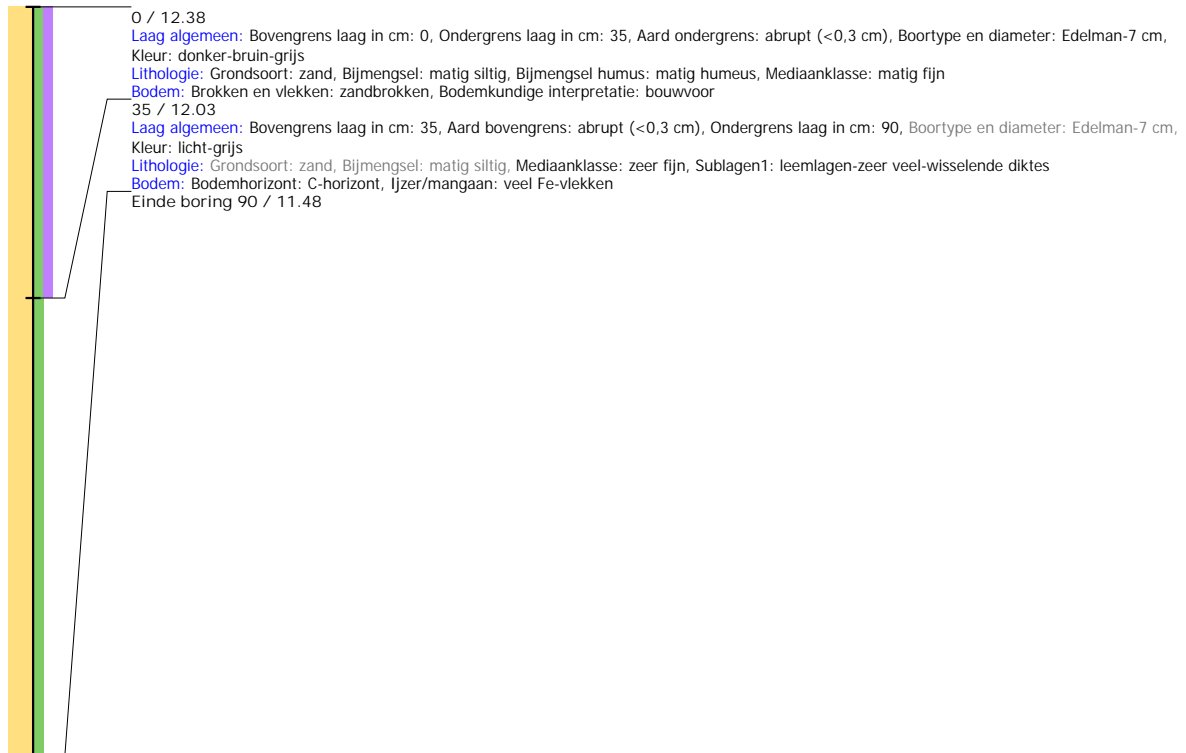 0 / 12.38
Laag algemeen: Bovengrens laag in cm: 0, Ondergrens laag in cm: 35, Aard ondergrens: abrupt (<0,3 cm), Boortype en diameter: Edelman-7 cm,
Kleur: donker-bruin-grijs
Lithologie: Grondsoort: zand, Bijmengsel: matig siltig, Bijmengsel humus: matig humeus, Mediaanklasse: matig fijn
Bodem: Brokken en vlekken: zandbrokken, Bodemkundige interpretatie: bouwvoor
35 / 12.03
Laag algemeen: Bovengrens laag in cm: 35, Aard bovengrens: abrupt (<0,3 cm), Ondergrens laag in cm: 90, Boortype en diameter: Edelman-7 cm,
Kleur: licht-grijs
Lithologie: Grondsoort: zand, Bijmengsel: matig siltig, Mediaanklasse: zeer fijn, Sublagen1: leemlagen-zeer veel-wisselende diktes
Bodem: Bodemhorizont: C-horizont, Ijzer/mangaan: veel Fe-vlekken
Einde boring 90 / 11.48